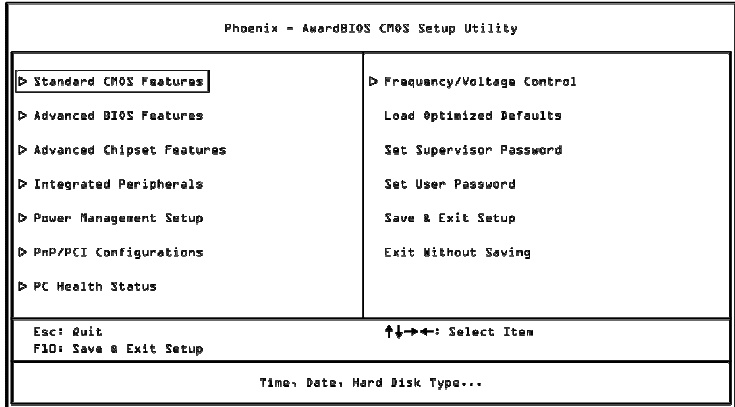 Phoenix - AwardBIOS CMOS Setup Utility
▷ Standard CMOS Features
▷ Advanced BIOS Features
▷ Advanced Chipset Features
▷ Integrated Peripherals
▷ Power Management Setup
▷ PnP/PCI Configurations
▷ PC Health Status
▷ Frequency/Voltage Control
Load Optimized Defaults
Set Supervisor Password
Set User Password
Save & Exit Setup
Exit Without Saving
Esc: Quit
F10: Save & Exit Setup
↑↓→←: Select Item
Time, Date, Hard Disk Type...